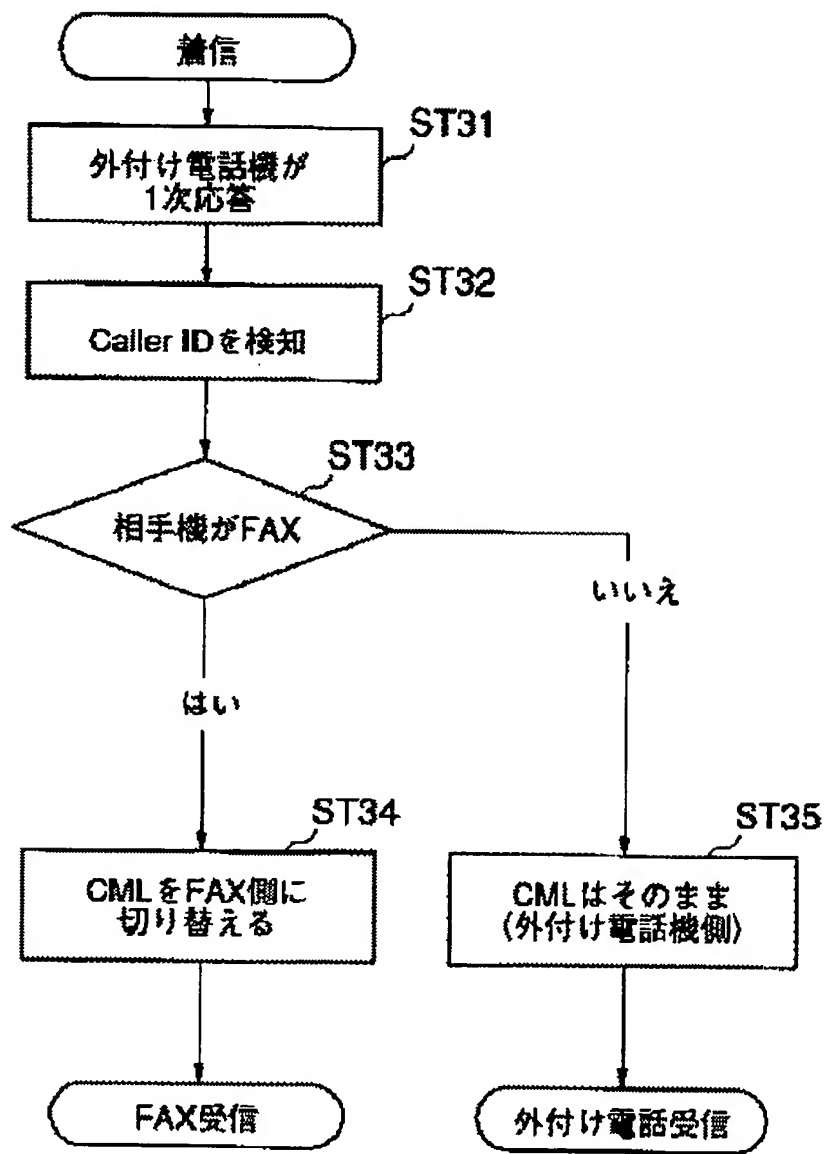 着信
ST31
外付け電話機が
1次応答
ST32
Caller IDを検知
ST33
相手機がFAX
いいえ
はい
ST34
CMLをFAX側に
切り替える
ST35
CMLはそのまま
(外付け電話機側)
FAX受信
外付け電話受信